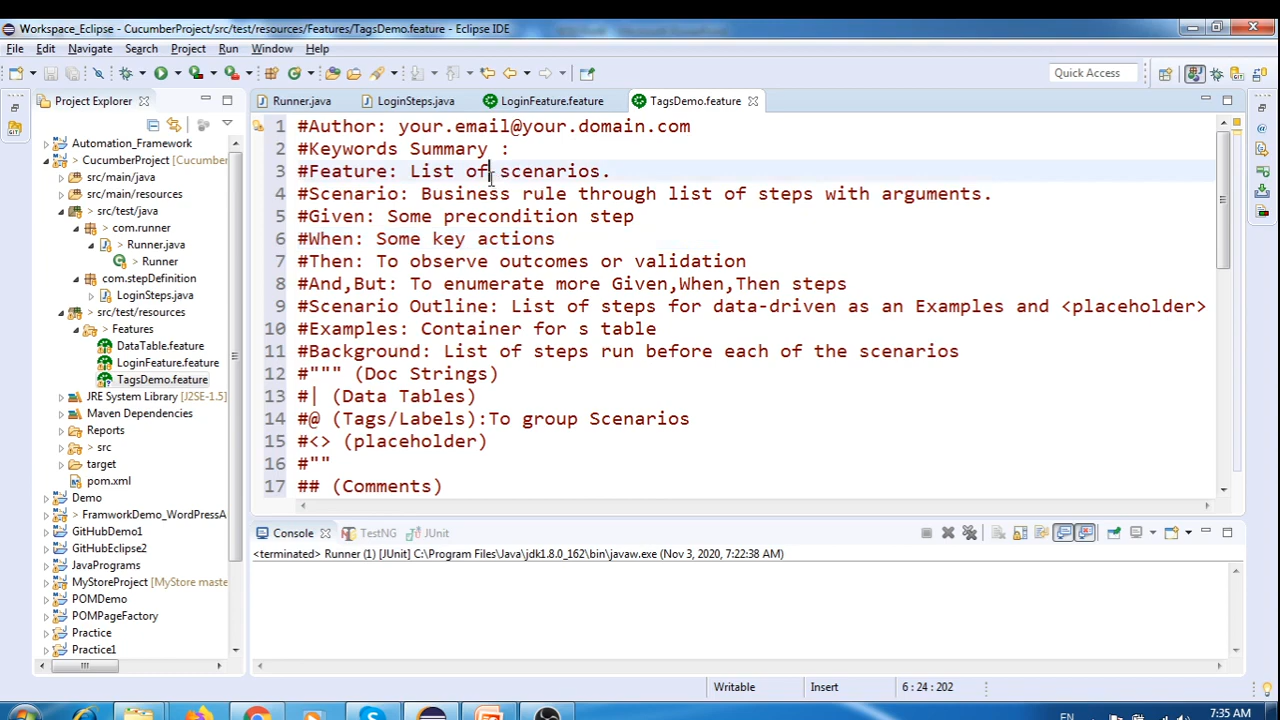 Workspace_Eclipse - CucumberProject/src/test/resources/Features/TagsDemo.feature - Eclipse IDE
File Edit Navigate Search Project Run Window Help
Quick Access
Project Explorer
Runner.java LoginSteps.java LoginFeature.feature TagsDemo.feature
Automation_Framework
CucumberProject [Cucumber
src/main/java
src/main/resources
src/test/java
com.runner
Runner.java
Runner
com.stepDefinition
LoginSteps.java
src/test/resources
Features
DataTable.feature
LoginFeature.feature
TagsDemo.feature
JRE System Library [J2SE-1.5]
Maven Dependencies
Reports
src
target
pom.xml
Demo
FramworkDemo_WordPressA
GitHubDemo1
GitHubEclipse2
JavaPrograms
MyStoreProject [MyStore maste
POMDemo
POMPageFactory
Practice
Practice1
1 #Author: your.email@your.domain.com
2 #Keywords Summary :
3 #Feature: List of scenarios.
4 #Scenario: Business rule through list of steps with arguments.
5 #Given: Some precondition step
6 #When: Some key actions
7 #Then: To observe outcomes or validation
8 #And,But: To enumerate more Given,When,Then steps
9 #Scenario Outline: List of steps for data-driven as an Examples and <placeholder>
10 #Examples: Container for s table
11 #Background: List of steps run before each of the scenarios
12 #""" (Doc Strings)
13 #| (Data Tables)
14 #@ (Tags/Labels):To group Scenarios
15 #<> (placeholder)
16 #""
17 ## (Comments)
Console TestNG JUnit
<terminated> Runner (1) [JUnit] C:\Program Files\Java\jdk1.8.0_162\bin\javaw.exe (Nov 3, 2020, 7:22:38 AM)
Writable Insert 6 : 24 : 202
EN 7:35 AM